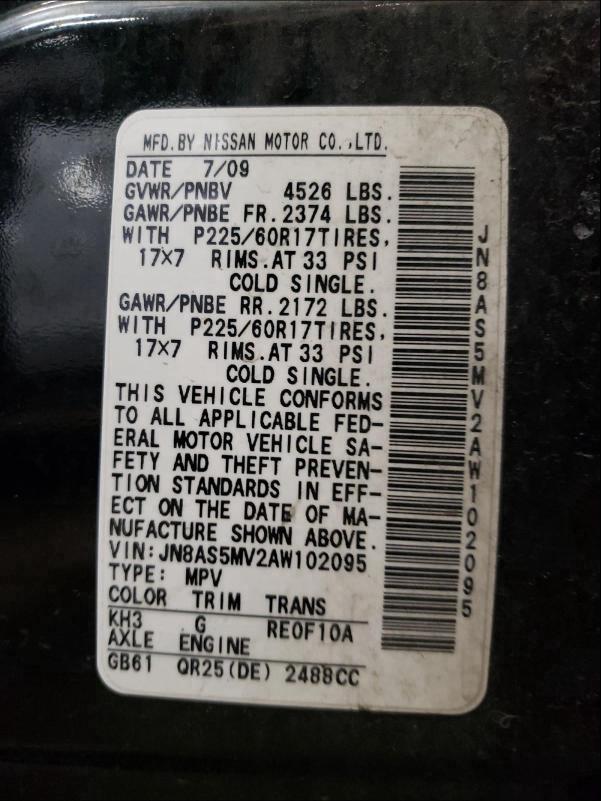 MFD.BY NISSAN MOTOR CO.,LTD.
DATE 7/09
GVWR/PNBV 4526 LBS.
GAWR/PNBE FR.2374 LBS.
WITH P225/60R17TIRES,
17×7 RIMS.AT 33 PSI
COLD SINGLE.
GAWR/PNBE RR.2172 LBS.
WITH P225/60R17TIRES,
17×7 RIMS.AT 33 PSI
COLD SINGLE.
THIS VEHICLE CONFORMS
TO ALL APPLICABLE FED-
ERAL MOTOR VEHICLE SA-
FETY AND THEFT PREVEN-
TION STANDARDS IN EFF-
ECT ON THE DATE OF MA-
NUFACTURE SHOWN ABOVE.
VIN:JN8AS5MV2AW102095
TYPE: MPV
COLOR TRIM TRANS
KH3 G RE0F10A
AXLE ENGINE
GB61 QR25(DE) 2488CC
JN8AS5MV2AW102095